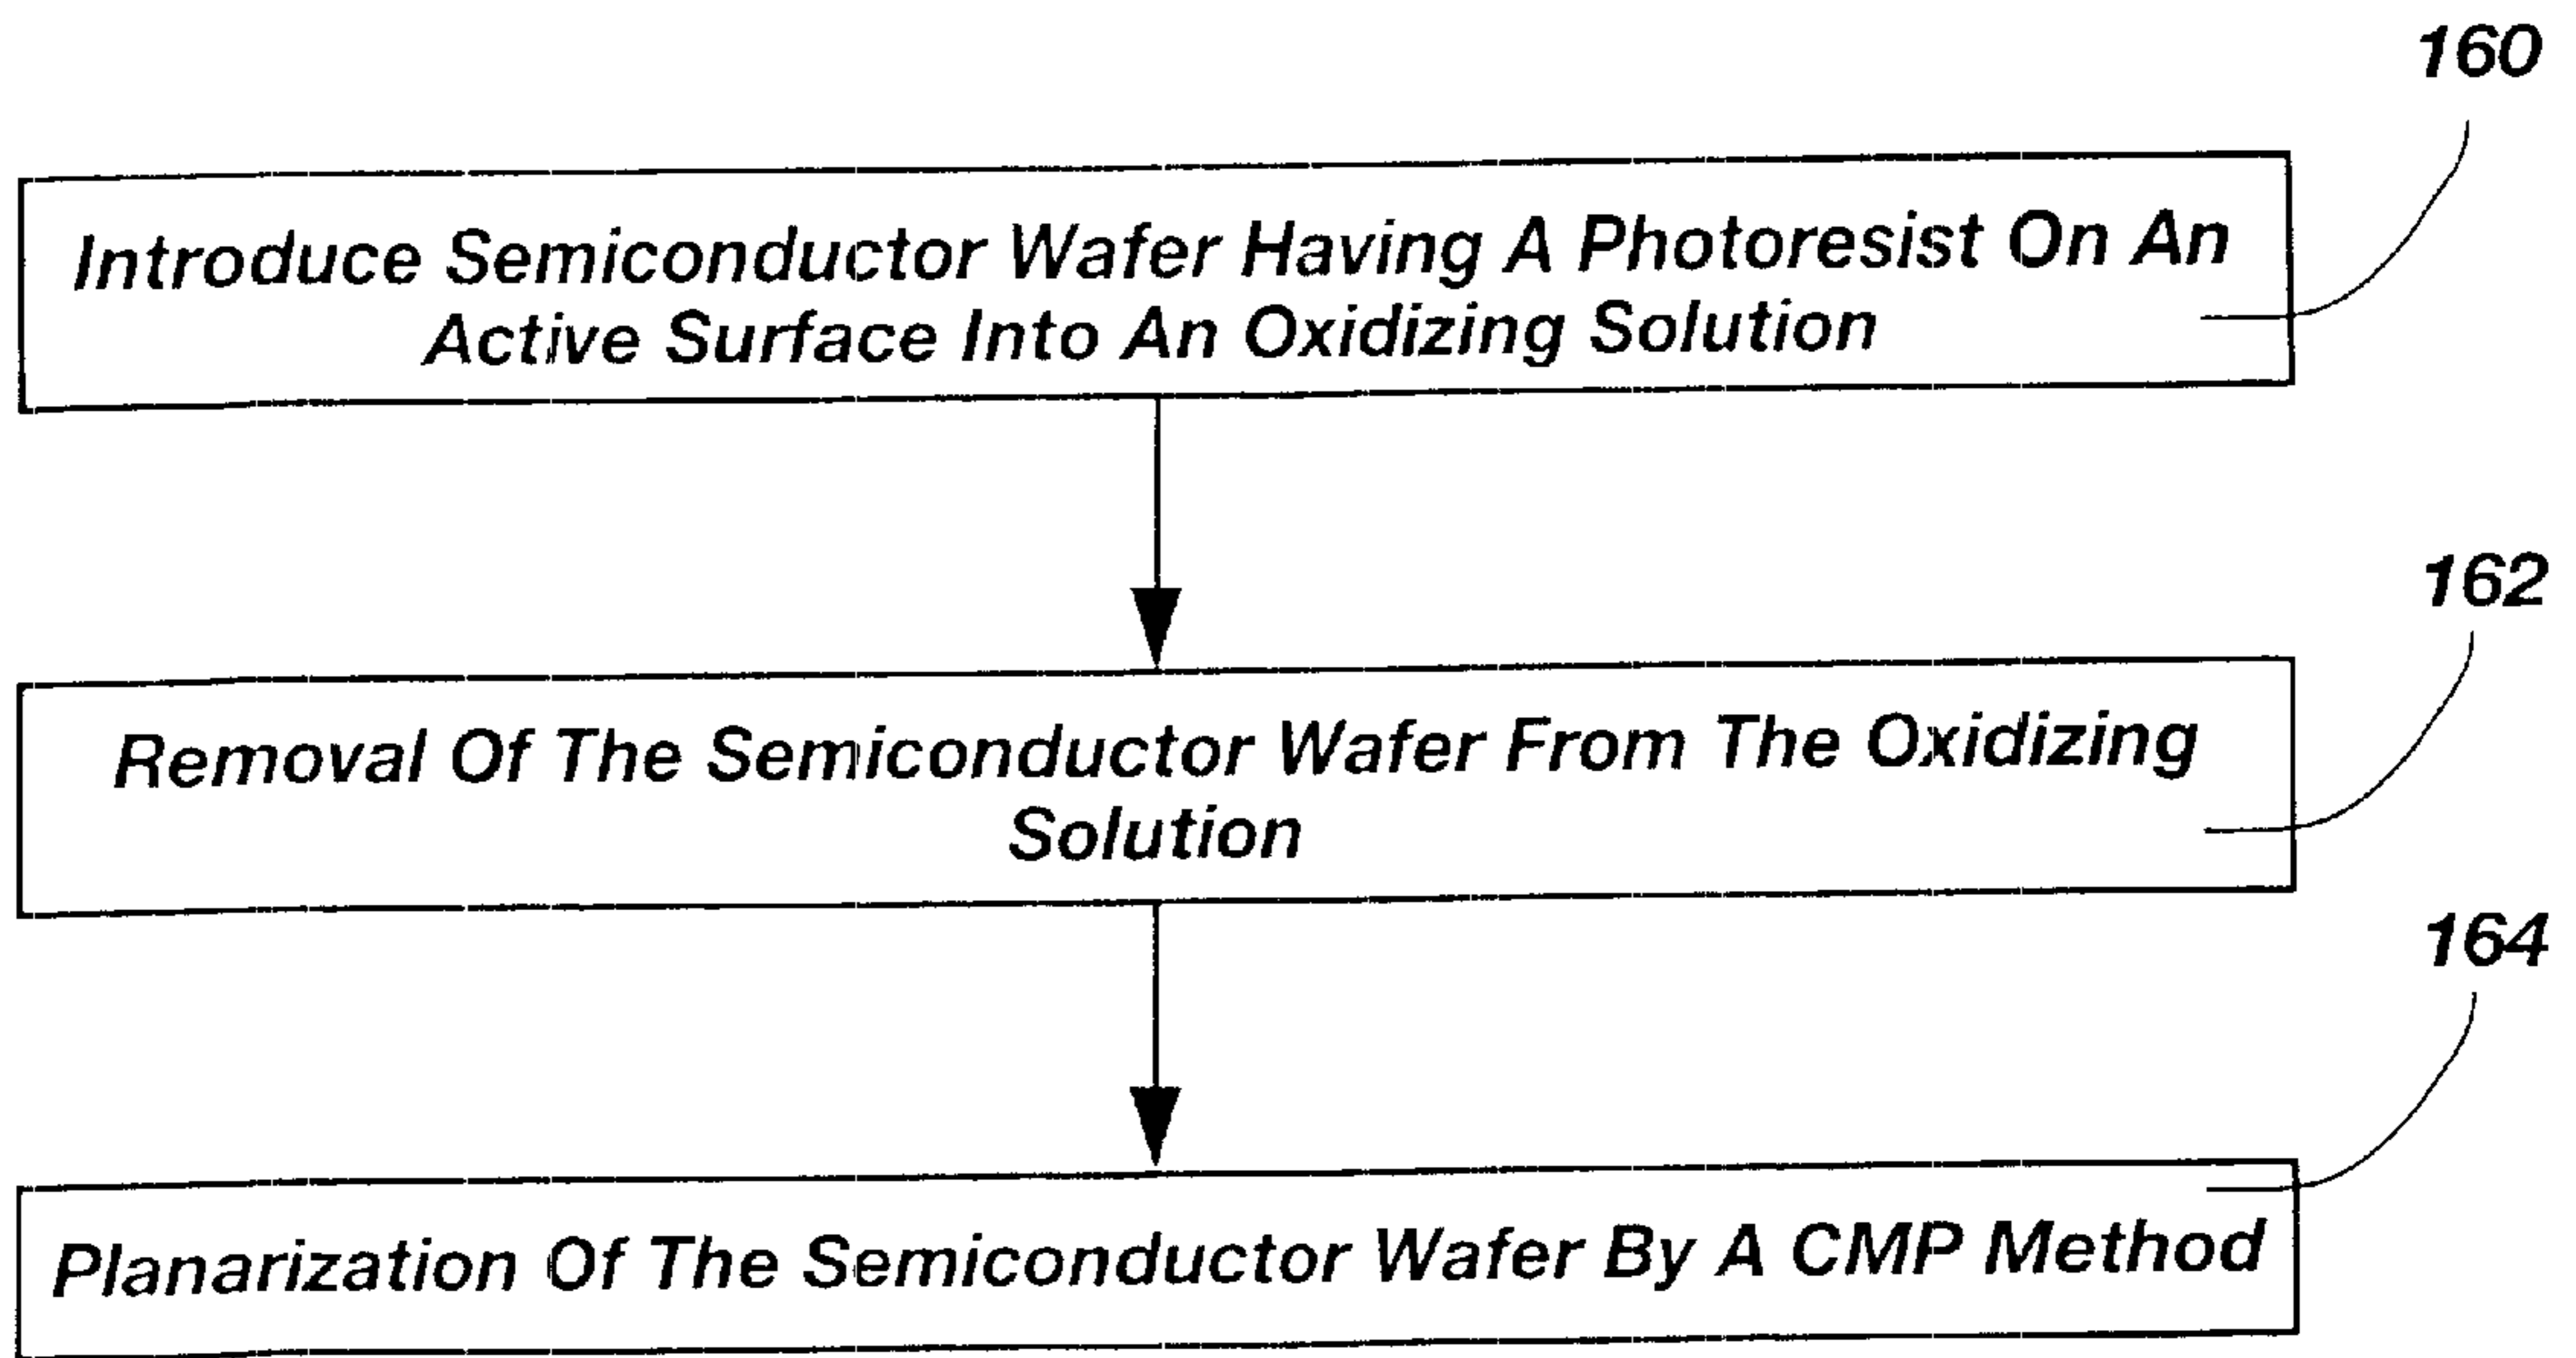 160
Introduce Semiconductor Wafer Having A Photoresist On An
Active Surface Into An Oxidizing Solution
162
Removal Of The Semiconductor Wafer From The Oxidizing
Solution
164
Planarization Of The Semiconductor Wafer By A CMP Method